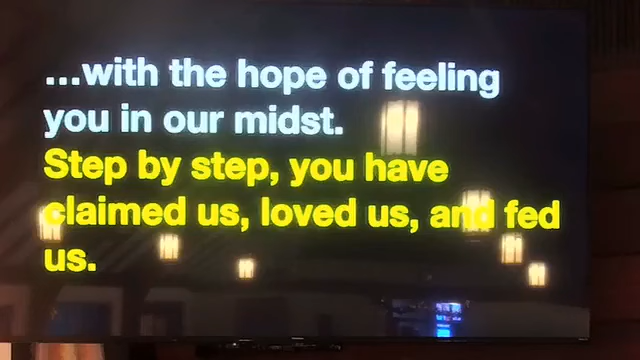 ...with the hope of feeling
you in our midst.
Step by step, you have
claimed us, loved us, and fed
us.